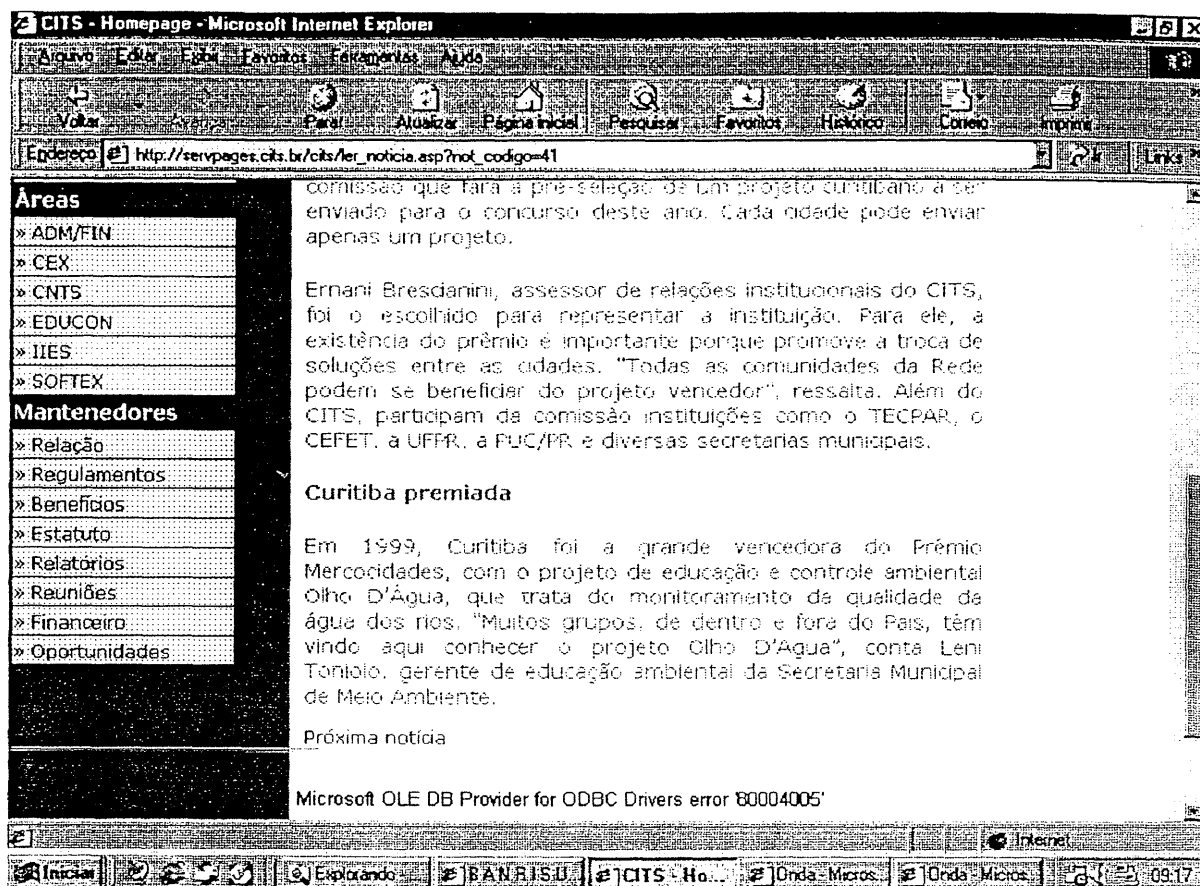 CITS - Homepage - Microsoft Internet Explorer
Arquivo Editar Exibir Favoritos Ferramentas Ajuda
Voltar Avançar Parar Atualizar Página inicial Pesquisar Favoritos Histórico Correio Imprimir
Endereço http://servpages.cits.br/cits/ler_noticia.asp?not_codigo=41 Ir Links
Áreas
» ADM/FIN
» CEX
» CNTS
» EDUCON
» IIES
» SOFTEX
Mantenedores
» Relação
» Regulamentos
» Benefícios
» Estatuto
» Relatórios
» Reuniões
» Financeiro
» Oportunidades
comissão que fará a pré-seleção de um projeto curitibano a ser
enviado para o concurso deste ano. Cada cidade pode enviar
apenas um projeto.
Ernani Brescianini, assessor de relações institucionais do CITS,
foi o escolhido para representar a instituição. Para ele, a
existência do prêmio é importante porque promove a troca de
soluções entre as cidades. "Todas as comunidades da Rede
podem se beneficiar do projeto vencedor", ressalta. Além do
CITS, participam da comissão instituições como o TECPAR, o
CEFET, a UFPR, a PUC/PR e diversas secretarias municipais.
Curitiba premiada
Em 1999, Curitiba foi a grande vencedora do Prêmio
Mercocidades, com o projeto de educação e controle ambiental
Olho D'Água, que trata do monitoramento da qualidade da
água dos rios. "Muitos grupos, de dentro e fora do País, têm
vindo aqui conhecer o projeto Olho D'Água", conta Leni
Toniolo, gerente de educação ambiental da Secretaria Municipal
de Meio Ambiente.
Próxima notícia
Microsoft OLE DB Provider for ODBC Drivers error '80004005'
Internet
Iniciar Explorando B A N R I S U CITS - Ho... Onda - Micros... Onda - Micros... 09:17